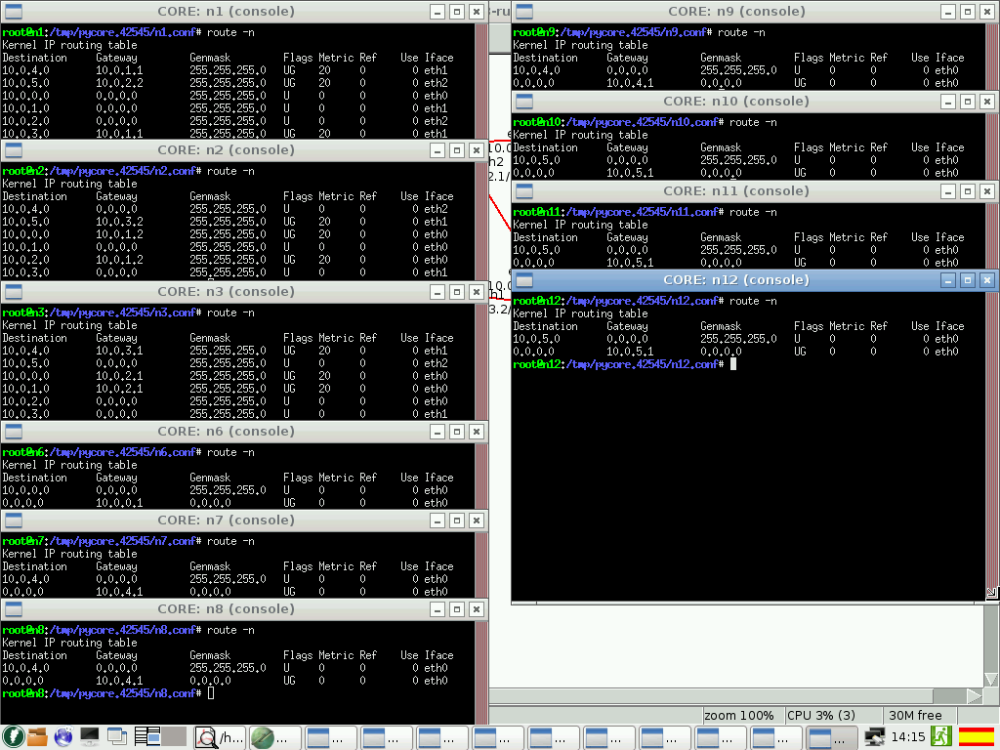 CORE: n1 (console)
root@n1:/tmp/pycore.42545/n1.conf# route -n
Kernel IP routing table
Destination Gateway Genmask Flags Metric Ref Use Iface
10.0.4.0 10.0.1.1 255.255.255.0 UG 20 0 0 eth1
10.0.5.0 10.0.2.2 255.255.255.0 UG 20 0 0 eth2
10.0.0.0 0.0.0.0 255.255.255.0 U 0 0 0 eth0
10.0.1.0 0.0.0.0 255.255.255.0 U 0 0 0 eth1
10.0.2.0 0.0.0.0 255.255.255.0 U 0 0 0 eth2
10.0.3.0 10.0.1.1 255.255.255.0 UG 20 0 0 eth1
CORE: n2 (console)
root@n2:/tmp/pycore.42545/n2.conf# route -n
Kernel IP routing table
Destination Gateway Genmask Flags Metric Ref Use Iface
10.0.4.0 0.0.0.0 255.255.255.0 U 0 0 0 eth2
10.0.5.0 10.0.3.2 255.255.255.0 UG 20 0 0 eth1
10.0.0.0 10.0.1.2 255.255.255.0 UG 20 0 0 eth0
10.0.1.0 0.0.0.0 255.255.255.0 U 0 0 0 eth0
10.0.2.0 10.0.1.2 255.255.255.0 UG 20 0 0 eth0
10.0.3.0 0.0.0.0 255.255.255.0 U 0 0 0 eth1
CORE: n3 (console)
root@n3:/tmp/pycore.42545/n3.conf# route -n
Kernel IP routing table
Destination Gateway Genmask Flags Metric Ref Use Iface
10.0.4.0 10.0.3.1 255.255.255.0 UG 20 0 0 eth1
10.0.5.0 0.0.0.0 255.255.255.0 U 0 0 0 eth2
10.0.0.0 10.0.2.1 255.255.255.0 UG 20 0 0 eth0
10.0.1.0 10.0.2.1 255.255.255.0 UG 20 0 0 eth0
10.0.2.0 0.0.0.0 255.255.255.0 U 0 0 0 eth0
10.0.3.0 0.0.0.0 255.255.255.0 U 0 0 0 eth1
CORE: n6 (console)
root@n6:/tmp/pycore.42545/n6.conf# route -n
Kernel IP routing table
Destination Gateway Genmask Flags Metric Ref Use Iface
10.0.0.0 0.0.0.0 255.255.255.0 U 0 0 0 eth0
0.0.0.0 10.0.0.1 0.0.0.0 UG 0 0 0 eth0
CORE: n7 (console)
root@n7:/tmp/pycore.42545/n7.conf# route -n
Kernel IP routing table
Destination Gateway Genmask Flags Metric Ref Use Iface
10.0.4.0 0.0.0.0 255.255.255.0 U 0 0 0 eth0
0.0.0.0 10.0.4.1 0.0.0.0 UG 0 0 0 eth0
CORE: n8 (console)
root@n8:/tmp/pycore.42545/n8.conf# route -n
Kernel IP routing table
Destination Gateway Genmask Flags Metric Ref Use Iface
10.0.4.0 0.0.0.0 255.255.255.0 U 0 0 0 eth0
0.0.0.0 10.0.4.1 0.0.0.0 UG 0 0 0 eth0
root@n8:/tmp/pycore.42545/n8.conf#
CORE: n9 (console)
root@n9:/tmp/pycore.42545/n9.conf# route -n
Kernel IP routing table
Destination Gateway Genmask Flags Metric Ref Use Iface
10.0.4.0 0.0.0.0 255.255.255.0 U 0 0 0 eth0
0.0.0.0 10.0.4.1 0.0.0.0 UG 0 0 0 eth0
CORE: n10 (console)
root@n10:/tmp/pycore.42545/n10.conf# route -n
Kernel IP routing table
Destination Gateway Genmask Flags Metric Ref Use Iface
10.0.5.0 0.0.0.0 255.255.255.0 U 0 0 0 eth0
0.0.0.0 10.0.5.1 0.0.0.0 UG 0 0 0 eth0
CORE: n11 (console)
root@n11:/tmp/pycore.42545/n11.conf# route -n
Kernel IP routing table
Destination Gateway Genmask Flags Metric Ref Use Iface
10.0.5.0 0.0.0.0 255.255.255.0 U 0 0 0 eth0
0.0.0.0 10.0.5.1 0.0.0.0 UG 0 0 0 eth0
CORE: n12 (console)
root@n12:/tmp/pycore.42545/n12.conf# route -n
Kernel IP routing table
Destination Gateway Genmask Flags Metric Ref Use Iface
10.0.5.0 0.0.0.0 255.255.255.0 U 0 0 0 eth0
0.0.0.0 10.0.5.1 0.0.0.0 UG 0 0 0 eth0
root@n12:/tmp/pycore.42545/n12.conf#
zoom 100% CPU 3% (3) 30M free
/h... ... ... ... ... ... ... ... ... ... ... ... 14:15